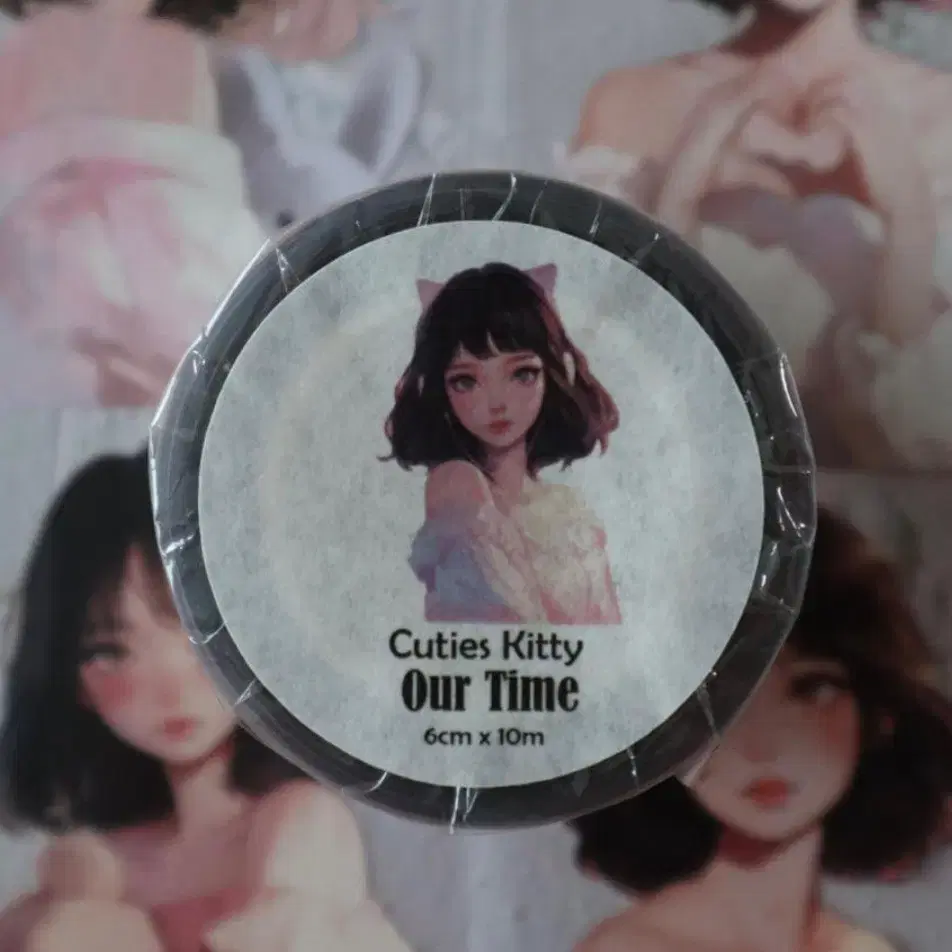 Cuties Kitty
Our Time
6cm x 10m